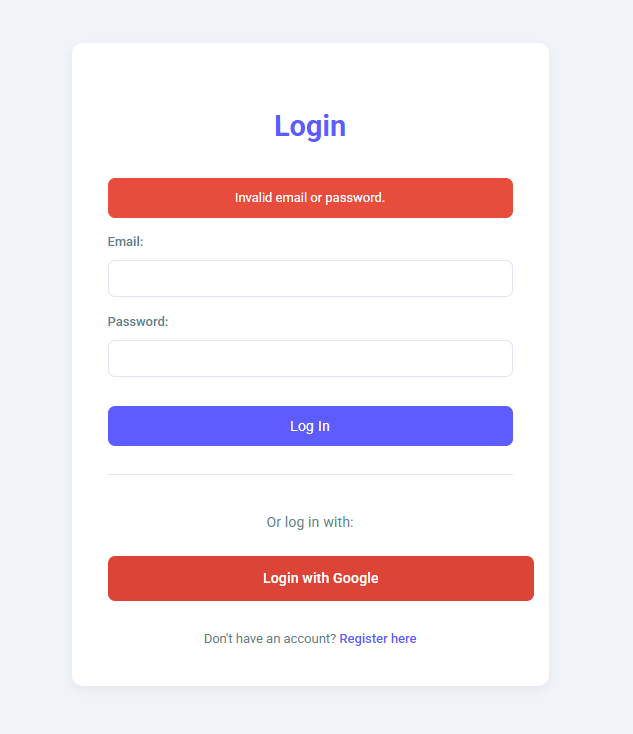 Login
Invalid email or password.
Email:
Password:
Log In
Or log in with:
Login with Google
Don't have an account? Register here